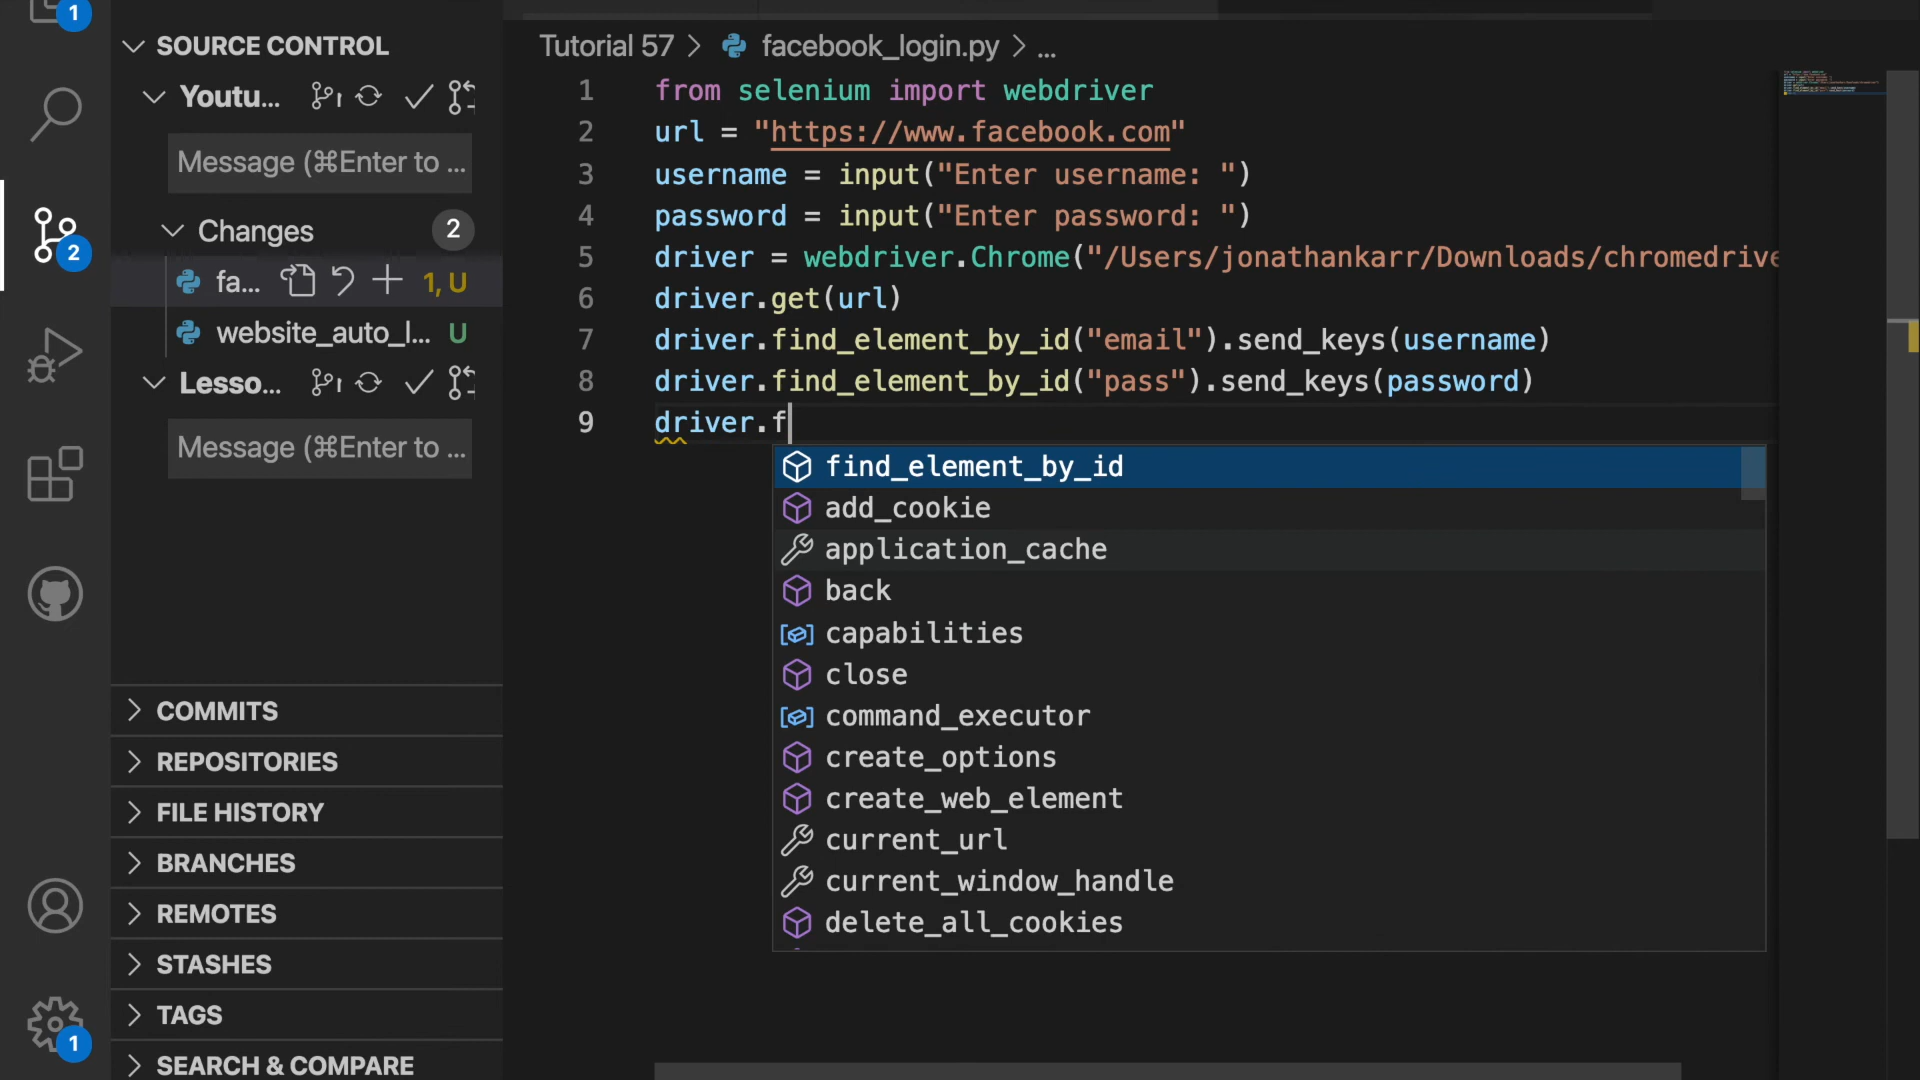 1
SOURCE CONTROL
Youtu...
Message (⌘Enter to ...
Changes 2
fa... 1, U
website_auto_l... U
2
Lesso...
Message (⌘Enter to ...
COMMITS
REPOSITORIES
FILE HISTORY
BRANCHES
REMOTES
STASHES
TAGS
SEARCH & COMPARE
1
Tutorial 57 > facebook_login.py > ...
1 from selenium import webdriver
2 url = "https://www.facebook.com"
3 username = input("Enter username: ")
4 password = input("Enter password: ")
5 driver = webdriver.Chrome("/Users/jonathankarr/Downloads/chromedrive
6 driver.get(url)
7 driver.find_element_by_id("email").send_keys(username)
8 driver.find_element_by_id("pass").send_keys(password)
9 driver.f
find_element_by_id
add_cookie
application_cache
back
capabilities
close
command_executor
create_options
create_web_element
current_url
current_window_handle
delete_all_cookies